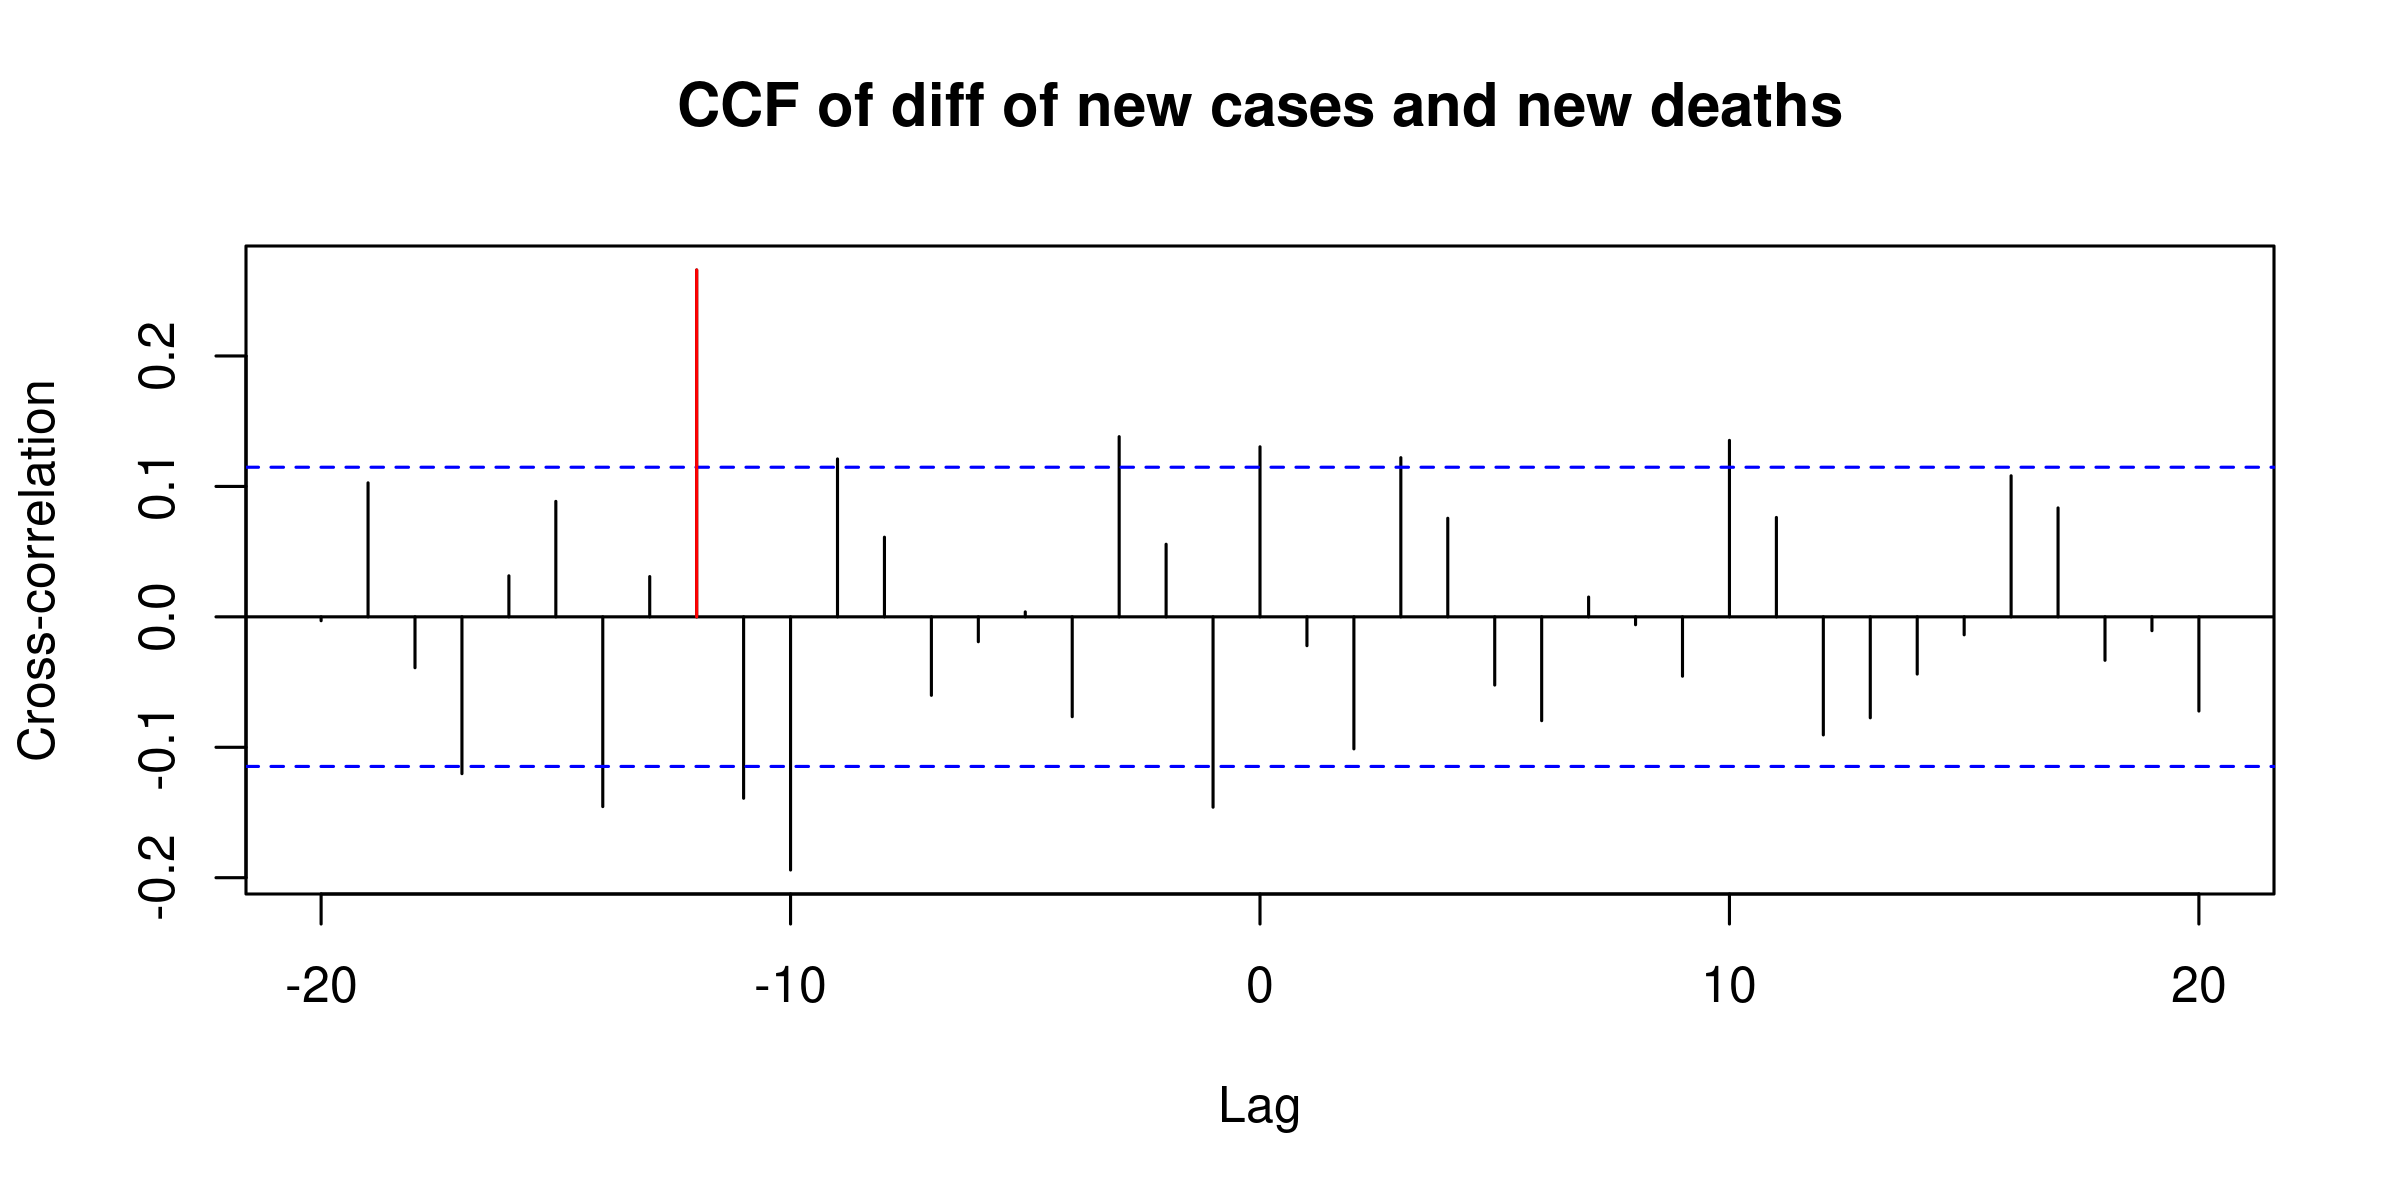 CCF of diff of new cases and new deaths
Cross-correlation
0.2
0.1
0.0
-0.1
-0.2
-20 -10 0 10 20
Lag